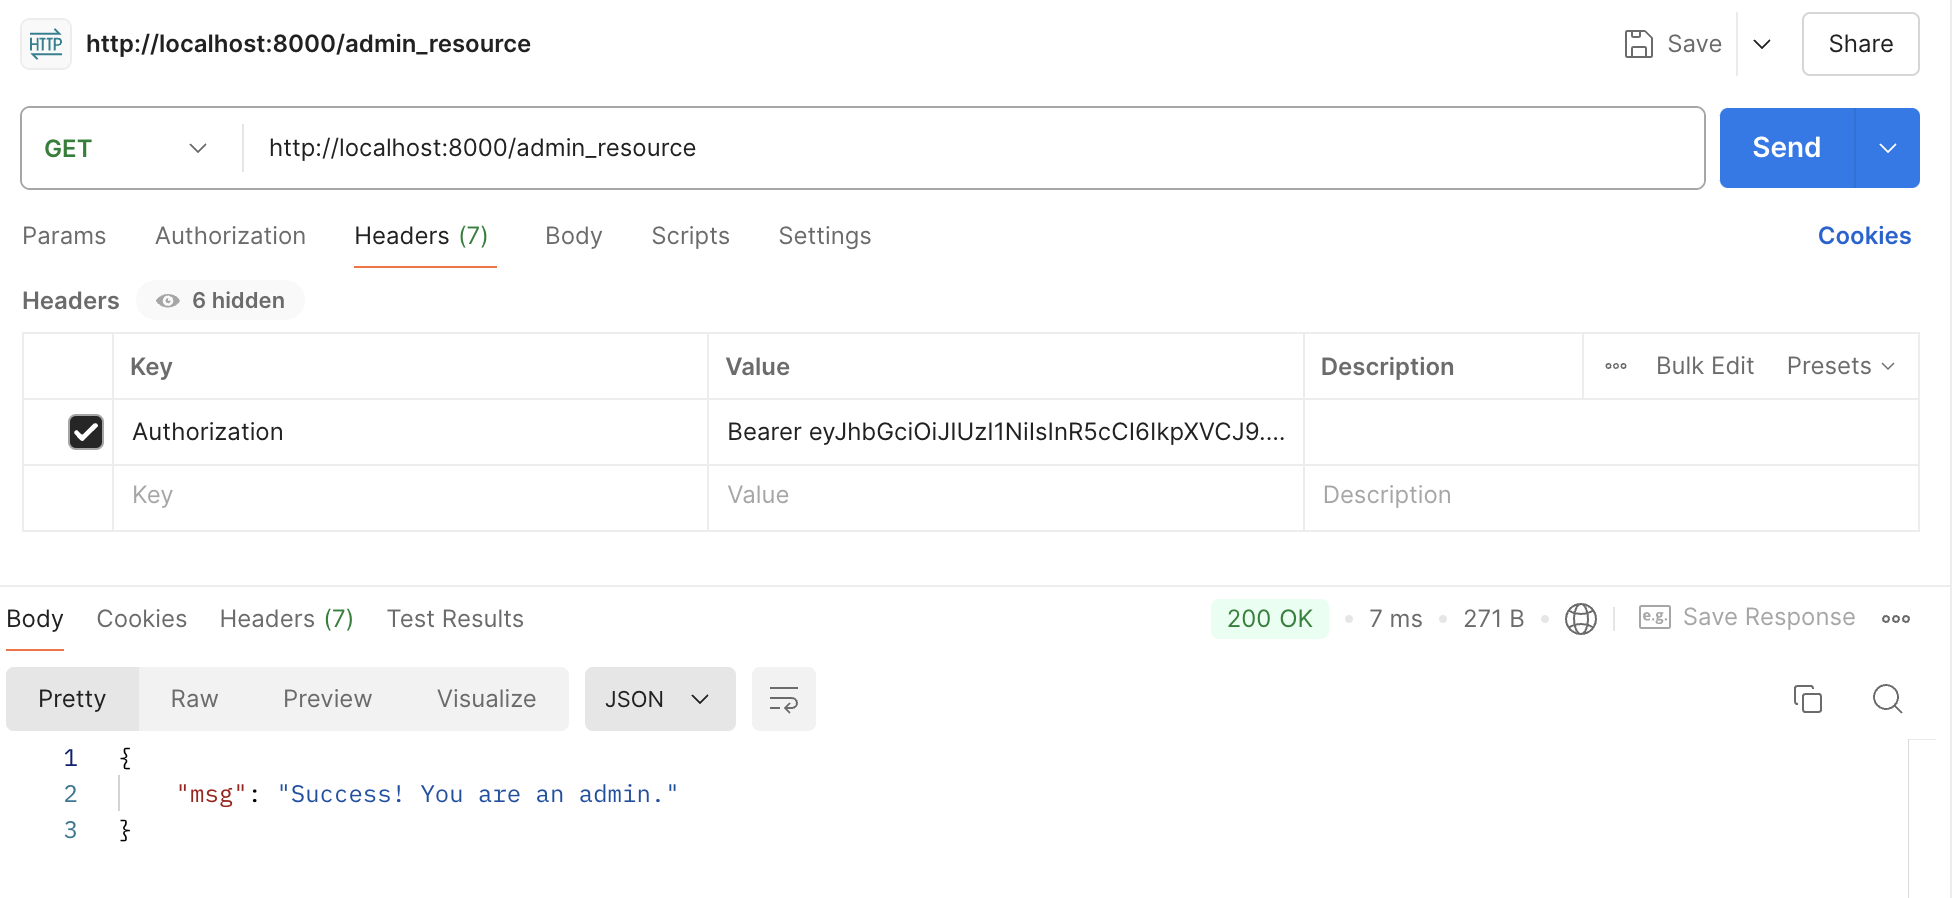 HTTP http://localhost:8000/admin_resource Save Share
GET http://localhost:8000/admin_resource Send
Params Authorization Headers (7) Body Scripts Settings Cookies
Headers 6 hidden
Key Value Description Bulk Edit Presets
Authorization Bearer eyJhbGciOiJIUzI1NiIsInR5cCI6IkpXVCJ9....
Key Value Description
Body Cookies Headers (7) Test Results 200 OK • 7 ms • 271 B • e.g. Save Response
Pretty Raw Preview Visualize JSON
1 {
2 "msg": "Success! You are an admin."
3 }